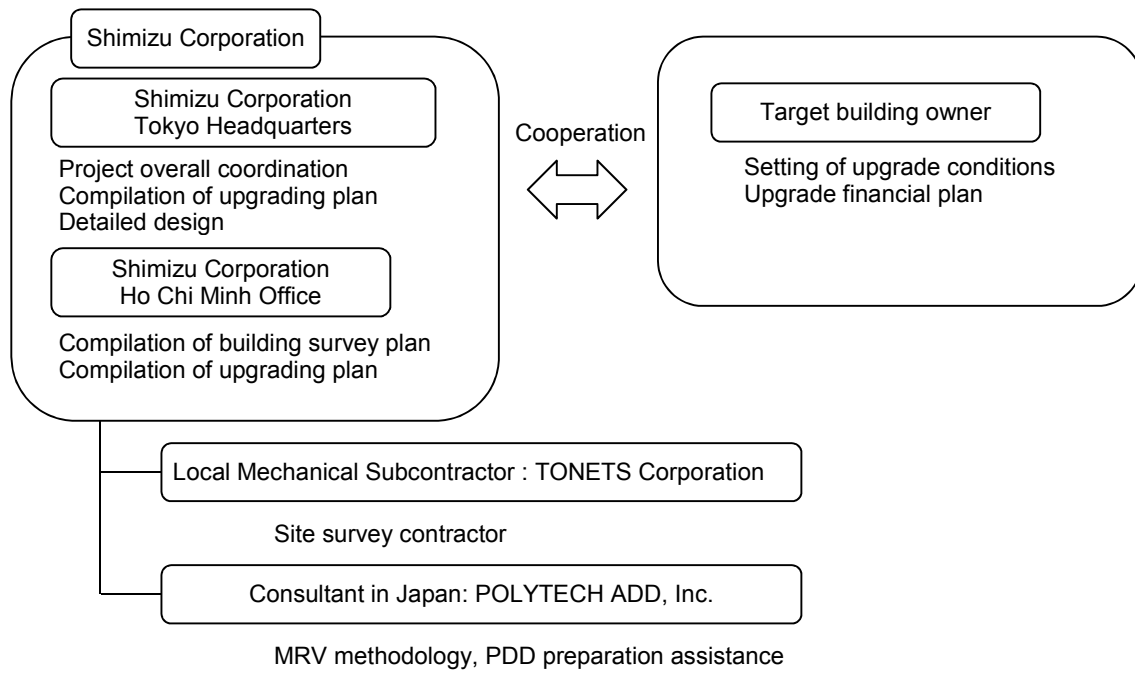 Shimizu Corporation
Shimizu Corporation
Tokyo Headquarters
Project overall coordination
Compilation of upgrading plan
Detailed design
Shimizu Corporation
Ho Chi Minh Office
Compilation of building survey plan
Compilation of upgrading plan
Cooperation
Target building owner
Setting of upgrade conditions
Upgrade financial plan
Local Mechanical Subcontractor : TONETS Corporation
Site survey contractor
Consultant in Japan: POLYTECH ADD, Inc.
MRV methodology, PDD preparation assistance